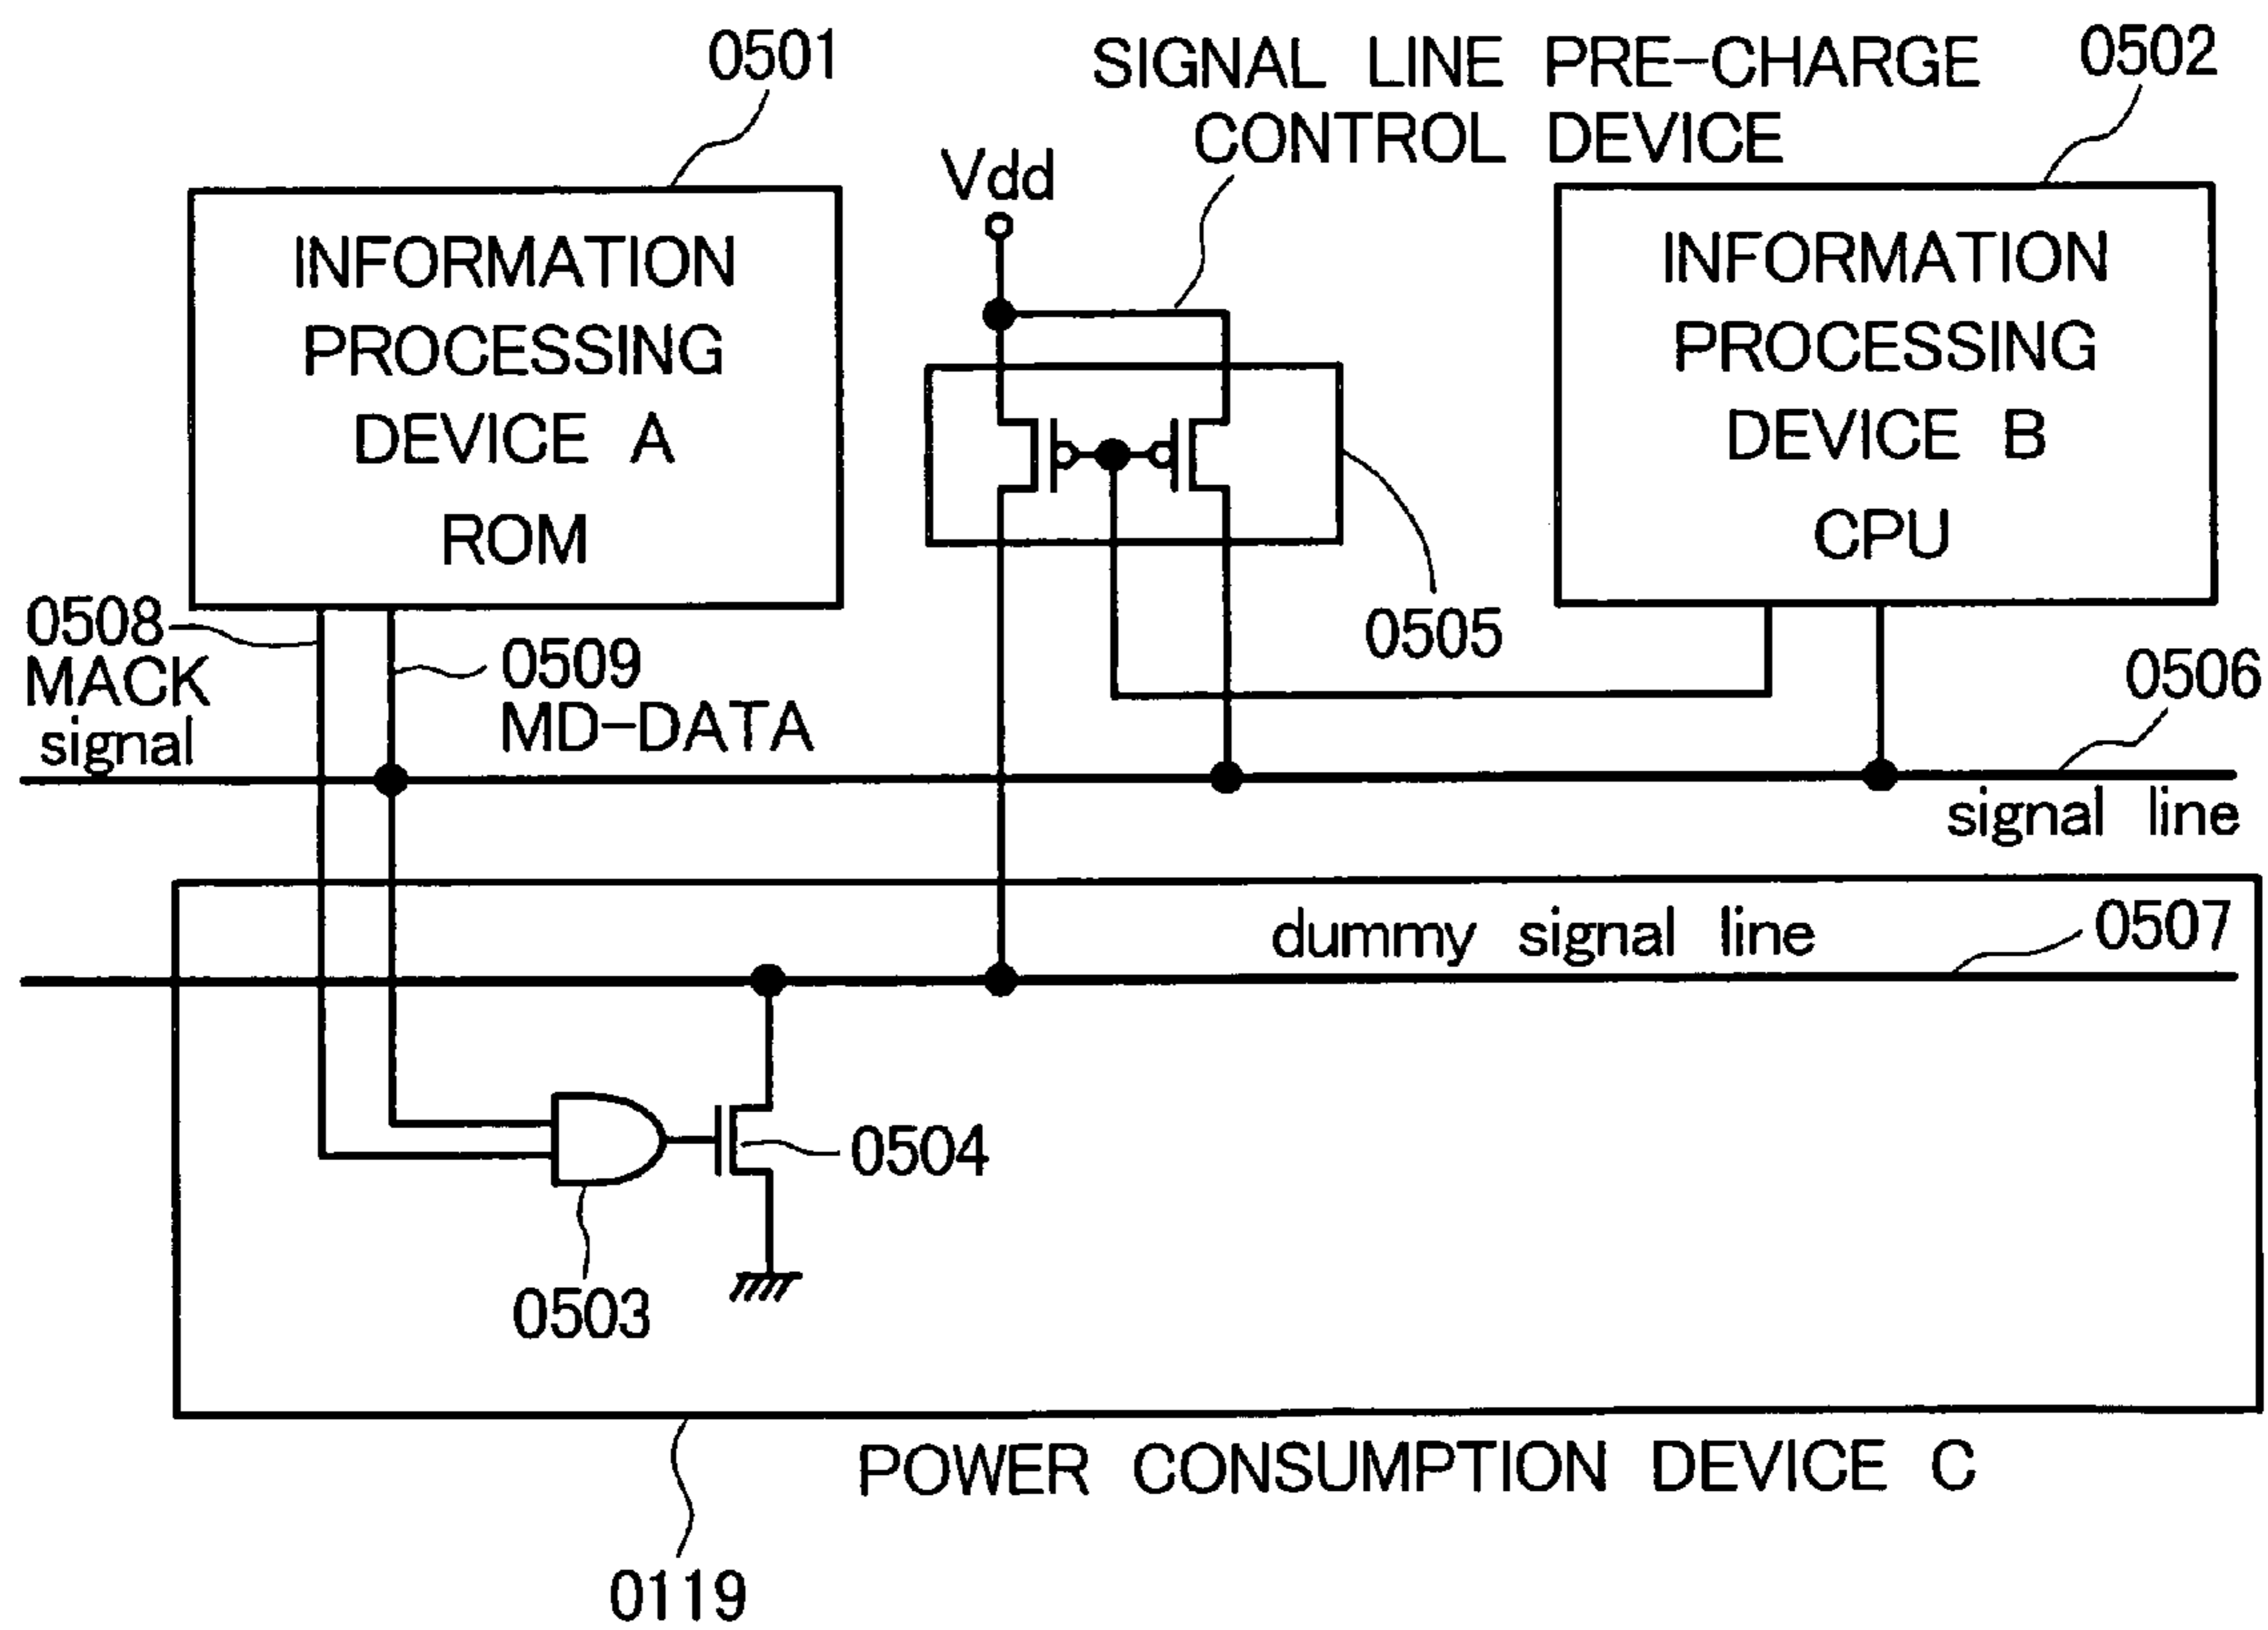 0501
SIGNAL LINE PRE-CHARGE
CONTROL DEVICE
0502
Vdd
INFORMATION
PROCESSING
DEVICE A
ROM
INFORMATION
PROCESSING
DEVICE B
CPU
0505
0508
MACK
signal
0509
MD-DATA
0506
signal line
dummy signal line
0507
0504
0503
POWER CONSUMPTION DEVICE C
0119